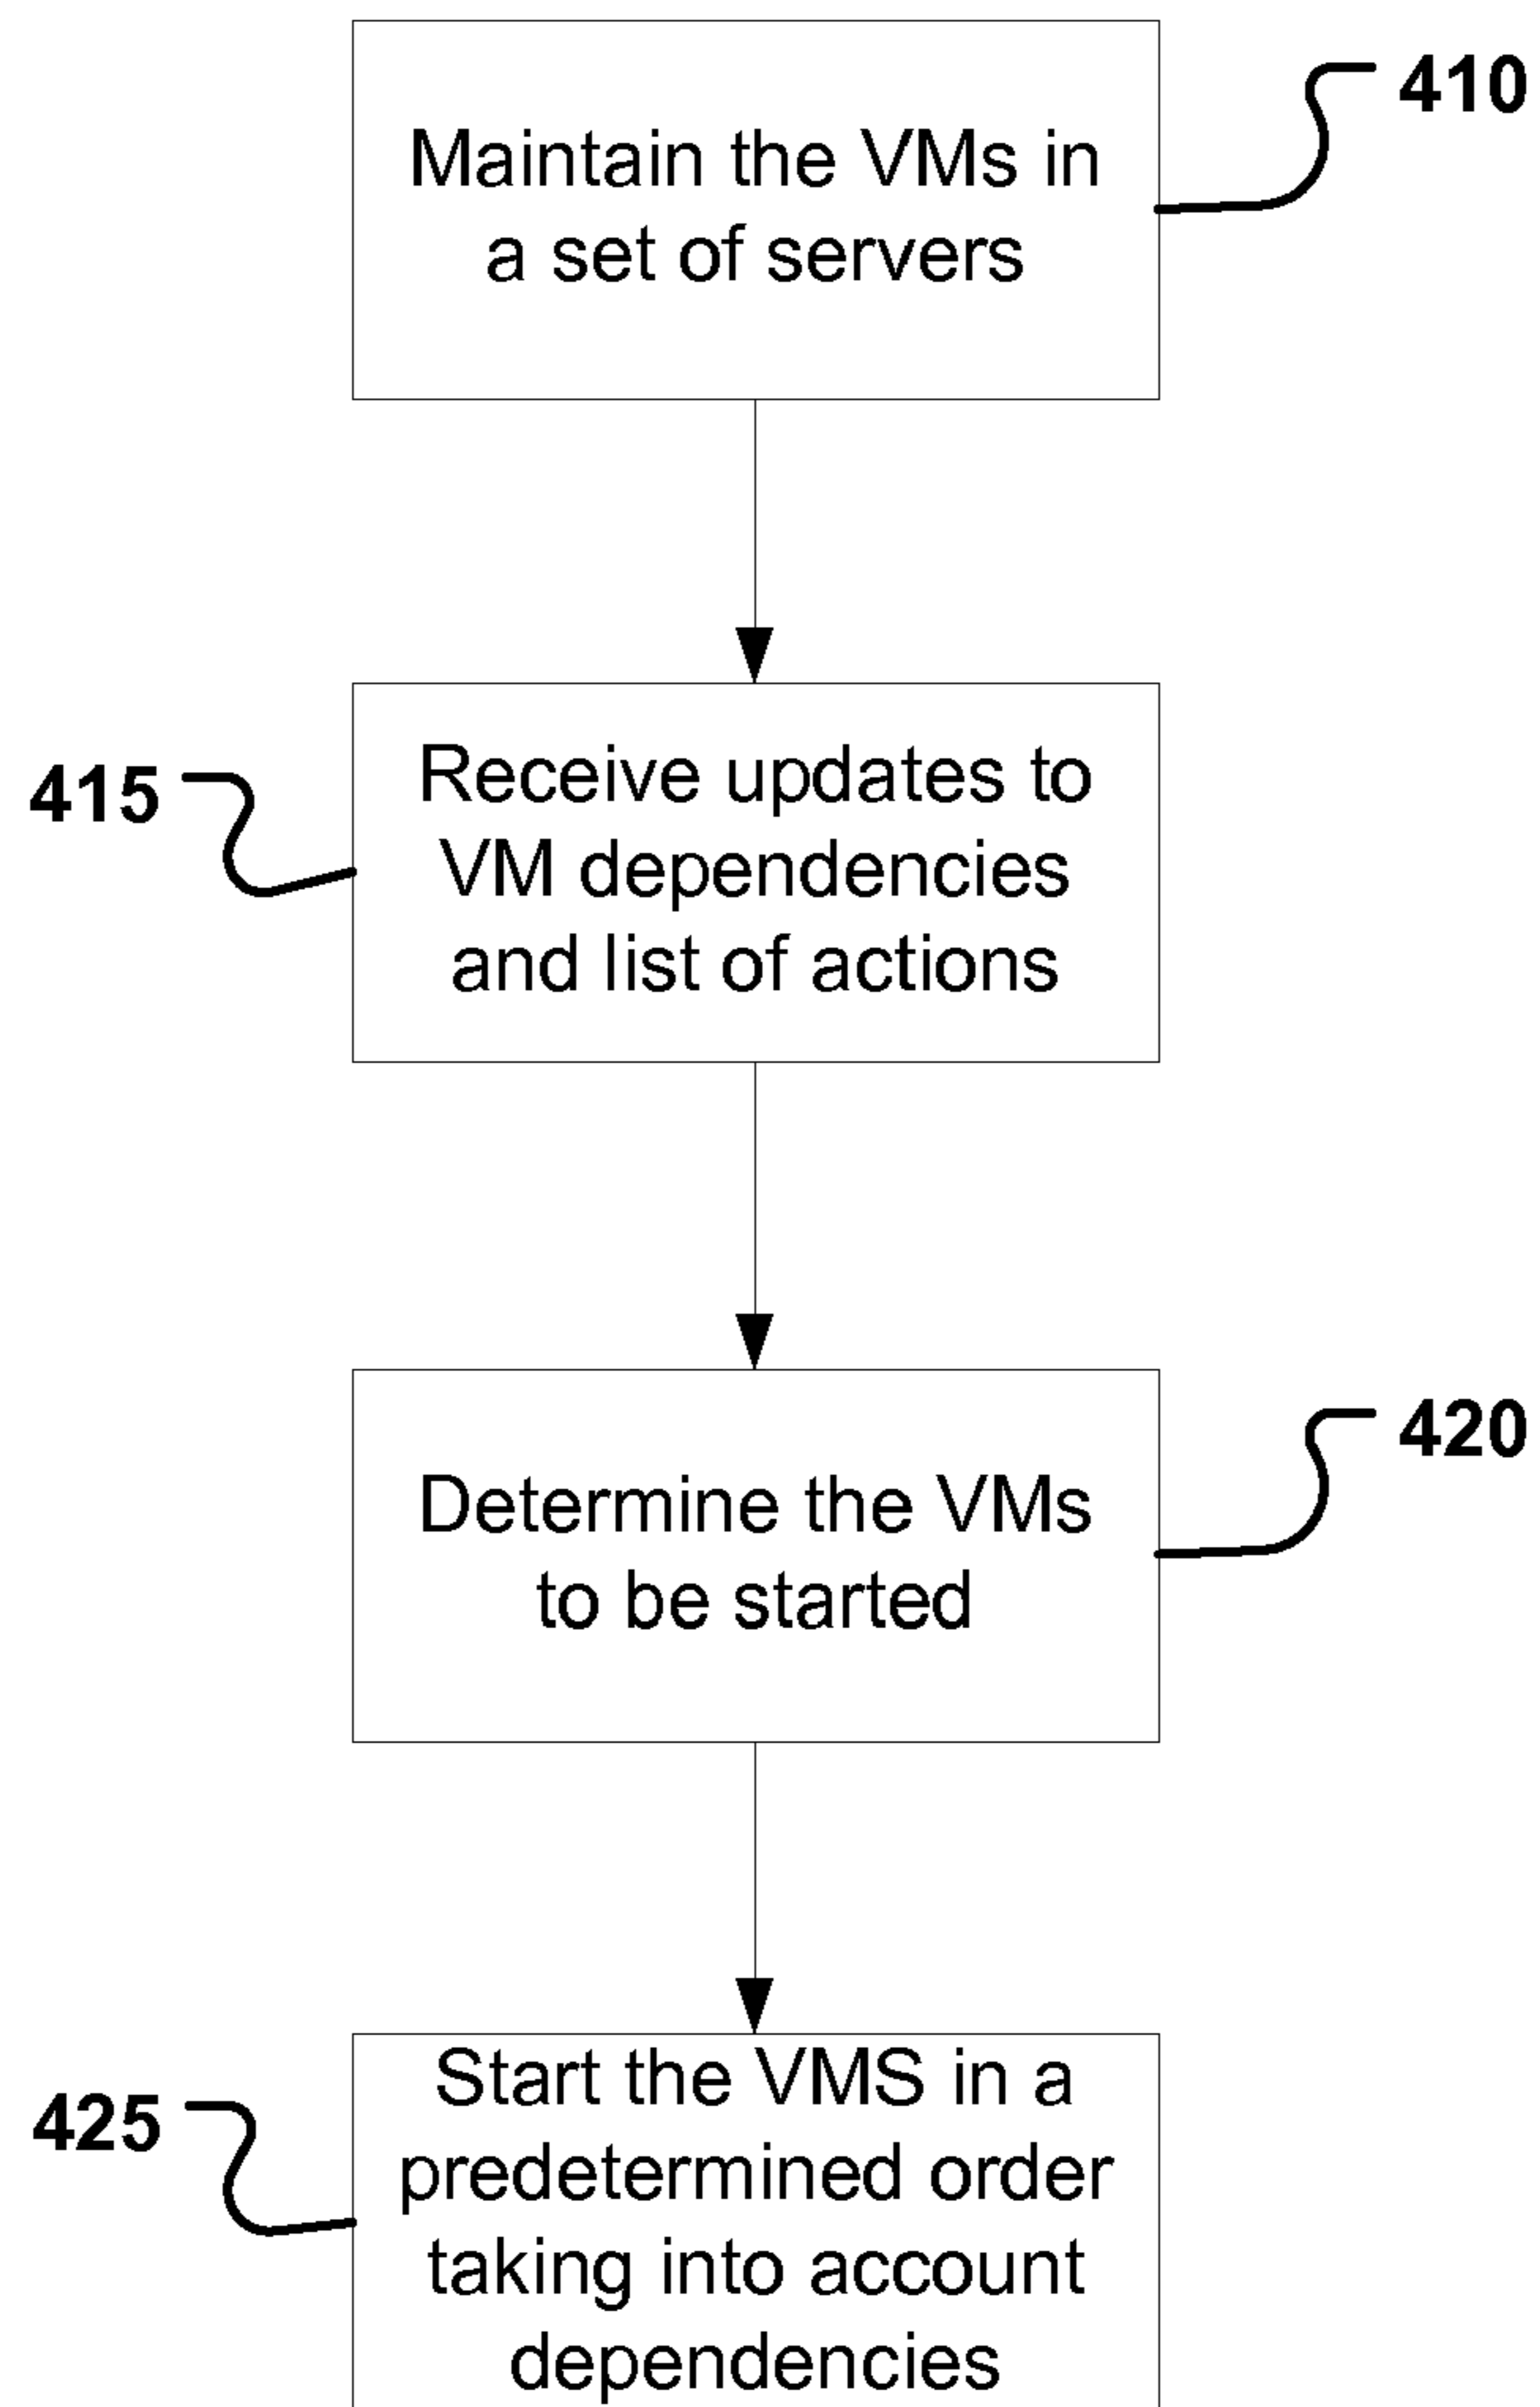 410
Maintain the VMs in
a set of servers
415
Receive updates to
VM dependencies
and list of actions
420
Determine the VMs
to be started
425
Start the VMS in a
predetermined order
taking into account
dependencies